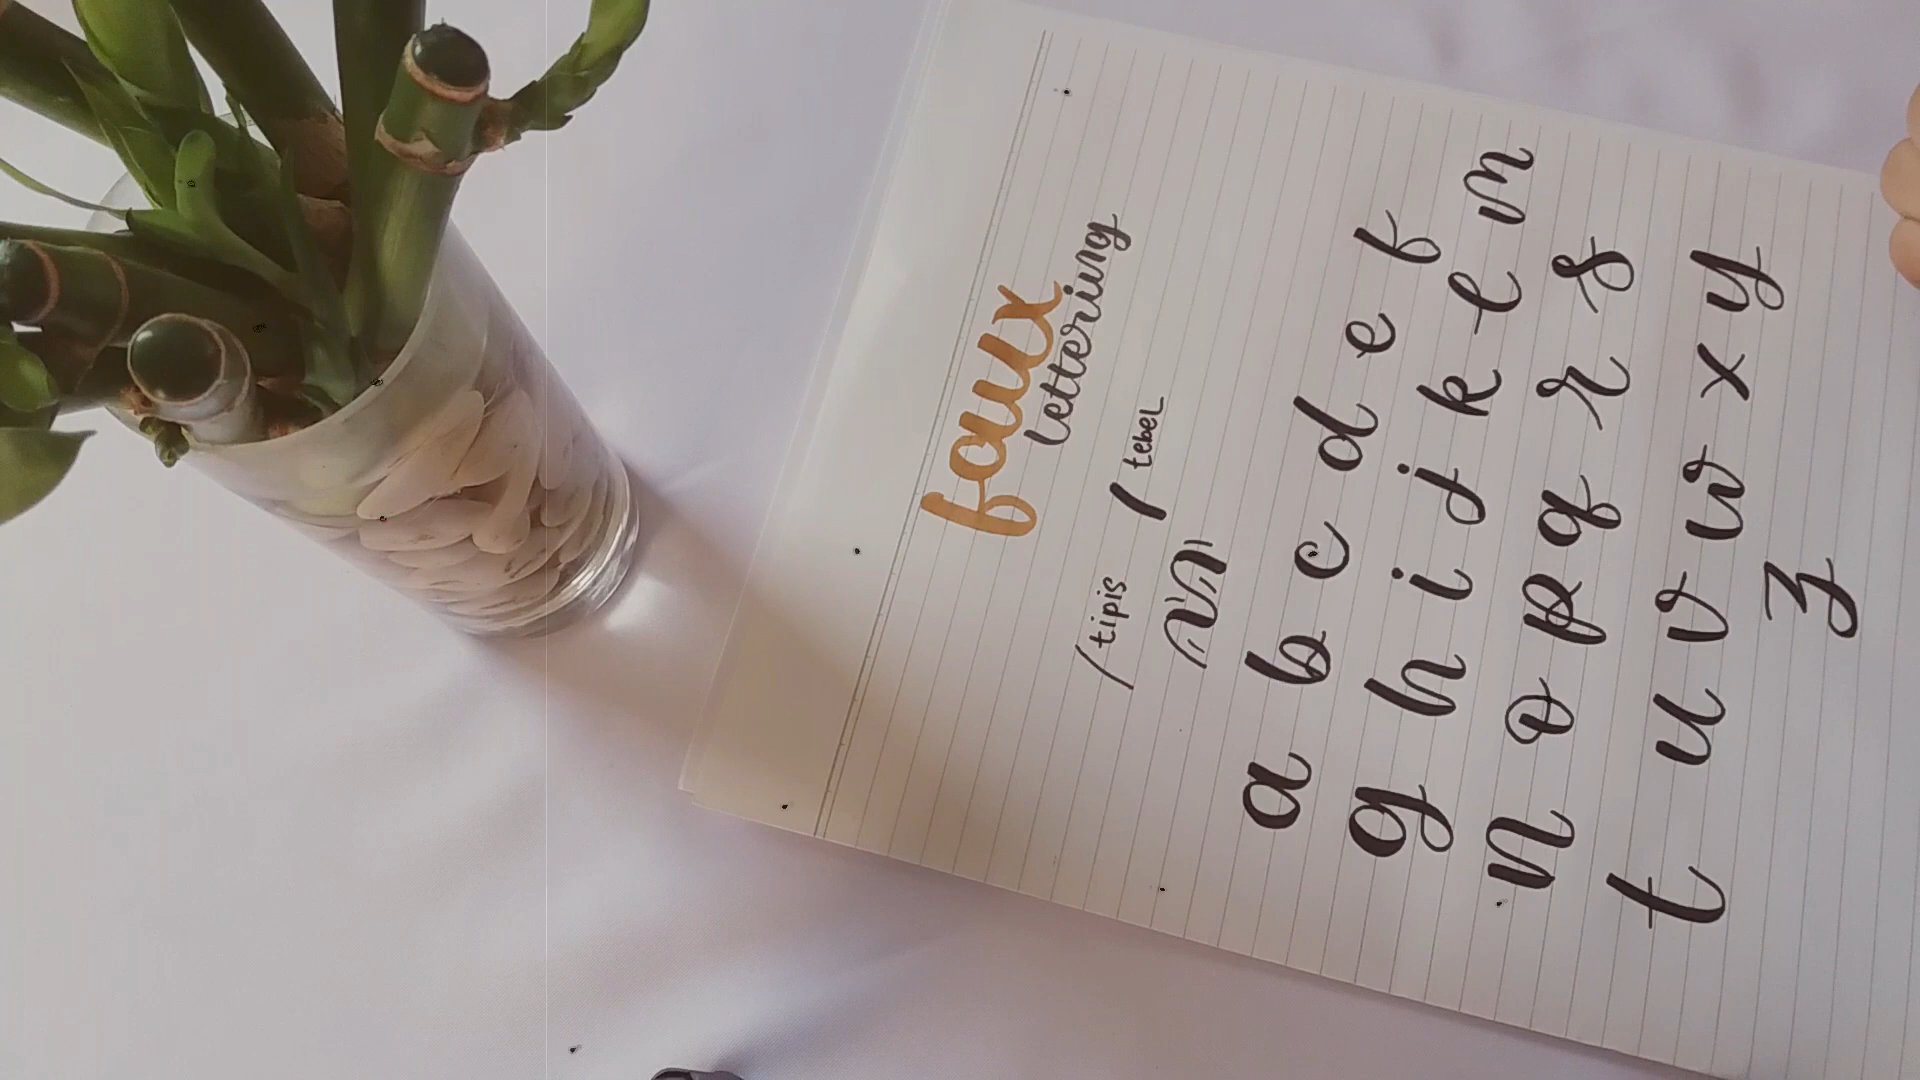 faux
lettering
/ tipis / tebel
a b c d e f
g h i j k l m
n o p q r s
t u v w x y
z